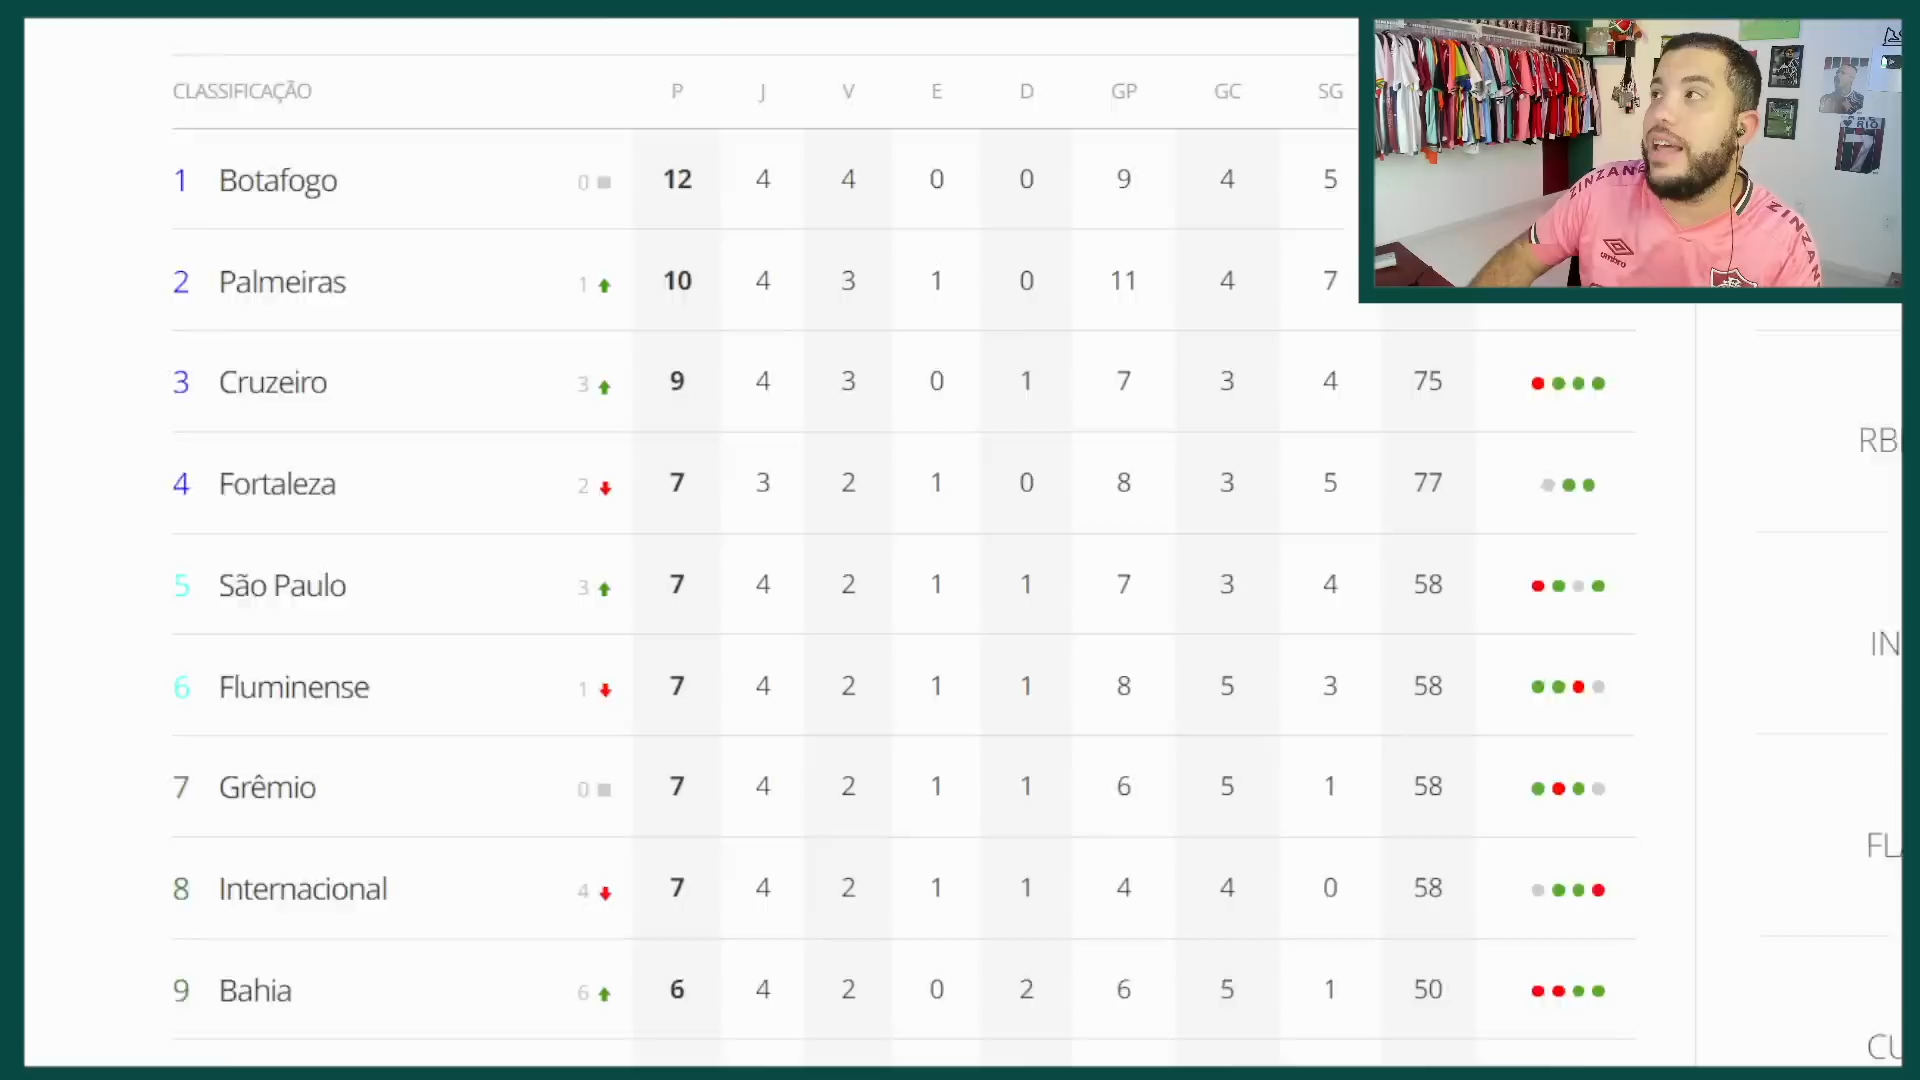 CLASSIFICAÇÃO P J V E D GP GC SG
1 Botafogo 0 12 4 4 0 0 9 4 5
2 Palmeiras 1 10 4 3 1 0 11 4 7
3 Cruzeiro 3 9 4 3 0 1 7 3 4 75
4 Fortaleza 2 7 3 2 1 0 8 3 5 77
5 São Paulo 3 7 4 2 1 1 7 3 4 58
6 Fluminense 1 7 4 2 1 1 8 5 3 58
7 Grêmio 0 7 4 2 1 1 6 5 1 58
8 Internacional 4 7 4 2 1 1 4 4 0 58
9 Bahia 6 6 4 2 0 2 6 5 1 50
RB
IN
FL
CU
ZINZANE
umbro
ZINZAN
RIO
7